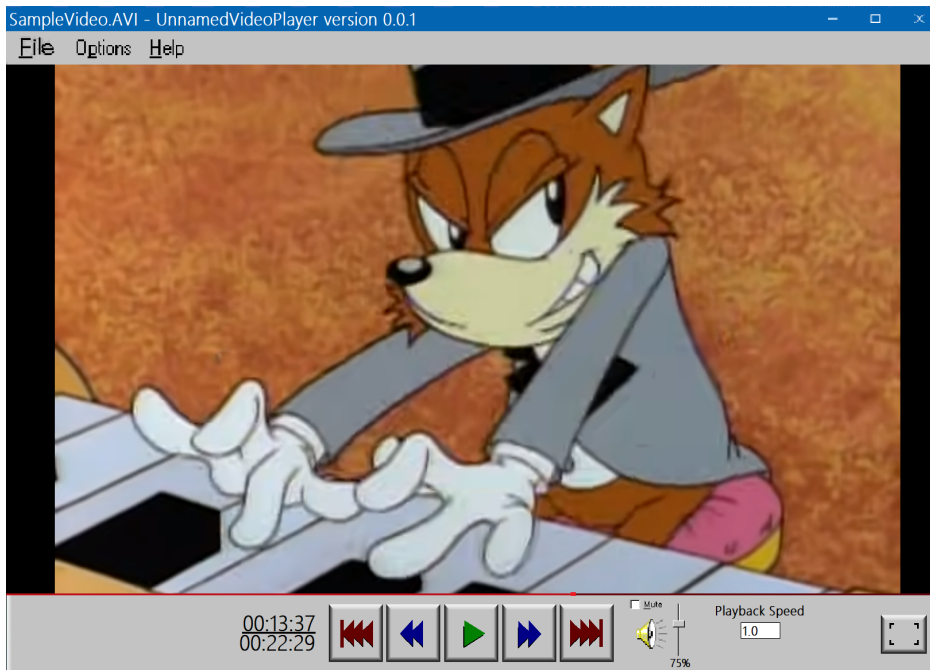 SampleVideo.AVI - UnnamedVideoPlayer version 0.0.1
File Options Help
00:13:37
00:22:29
Mute
75%
Playback Speed
1.0